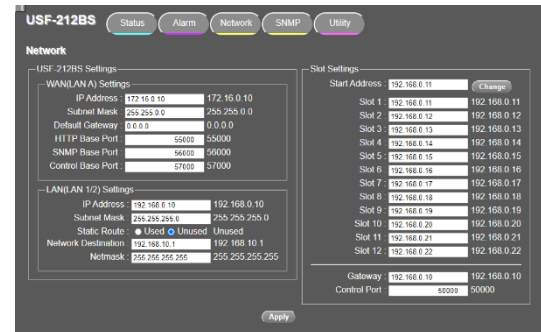 USF-212BS Status Alarm Network SNMP Utility
Network
USF-212BS Settings
WAN(LAN A) Settings
IP Address : 172.16.0.10 172.16.0.10
Subnet Mask : 255.255.0.0 255.255.0.0
Default Gateway : 0.0.0.0 0.0.0.0
HTTP Base Port : 55000 55000
SNMP Base Port : 56000 56000
Control Base Port : 57000 57000
LAN(LAN 1/2) Settings
IP Address : 192.168.0.10 192.168.0.10
Subnet Mask : 255.255.255.0 255.255.255.0
Static Route : Used Unused Unused
Network Destination : 192.168.10.1 192.168.10.1
Netmask : 255.255.255.255 255.255.255.255
Slot Settings
Start Address : 192.168.0.11 Change
Slot 1 : 192.168.0.11 192.168.0.11
Slot 2 : 192.168.0.12 192.168.0.12
Slot 3 : 192.168.0.13 192.168.0.13
Slot 4 : 192.168.0.14 192.168.0.14
Slot 5 : 192.168.0.15 192.168.0.15
Slot 6 : 192.168.0.16 192.168.0.16
Slot 7 : 192.168.0.17 192.168.0.17
Slot 8 : 192.168.0.18 192.168.0.18
Slot 9 : 192.168.0.19 192.168.0.19
Slot 10 : 192.168.0.20 192.168.0.20
Slot 11 : 192.168.0.21 192.168.0.21
Slot 12 : 192.168.0.22 192.168.0.22
Gateway : 192.168.0.10 192.168.0.10
Control Port : 50000 50000
Apply